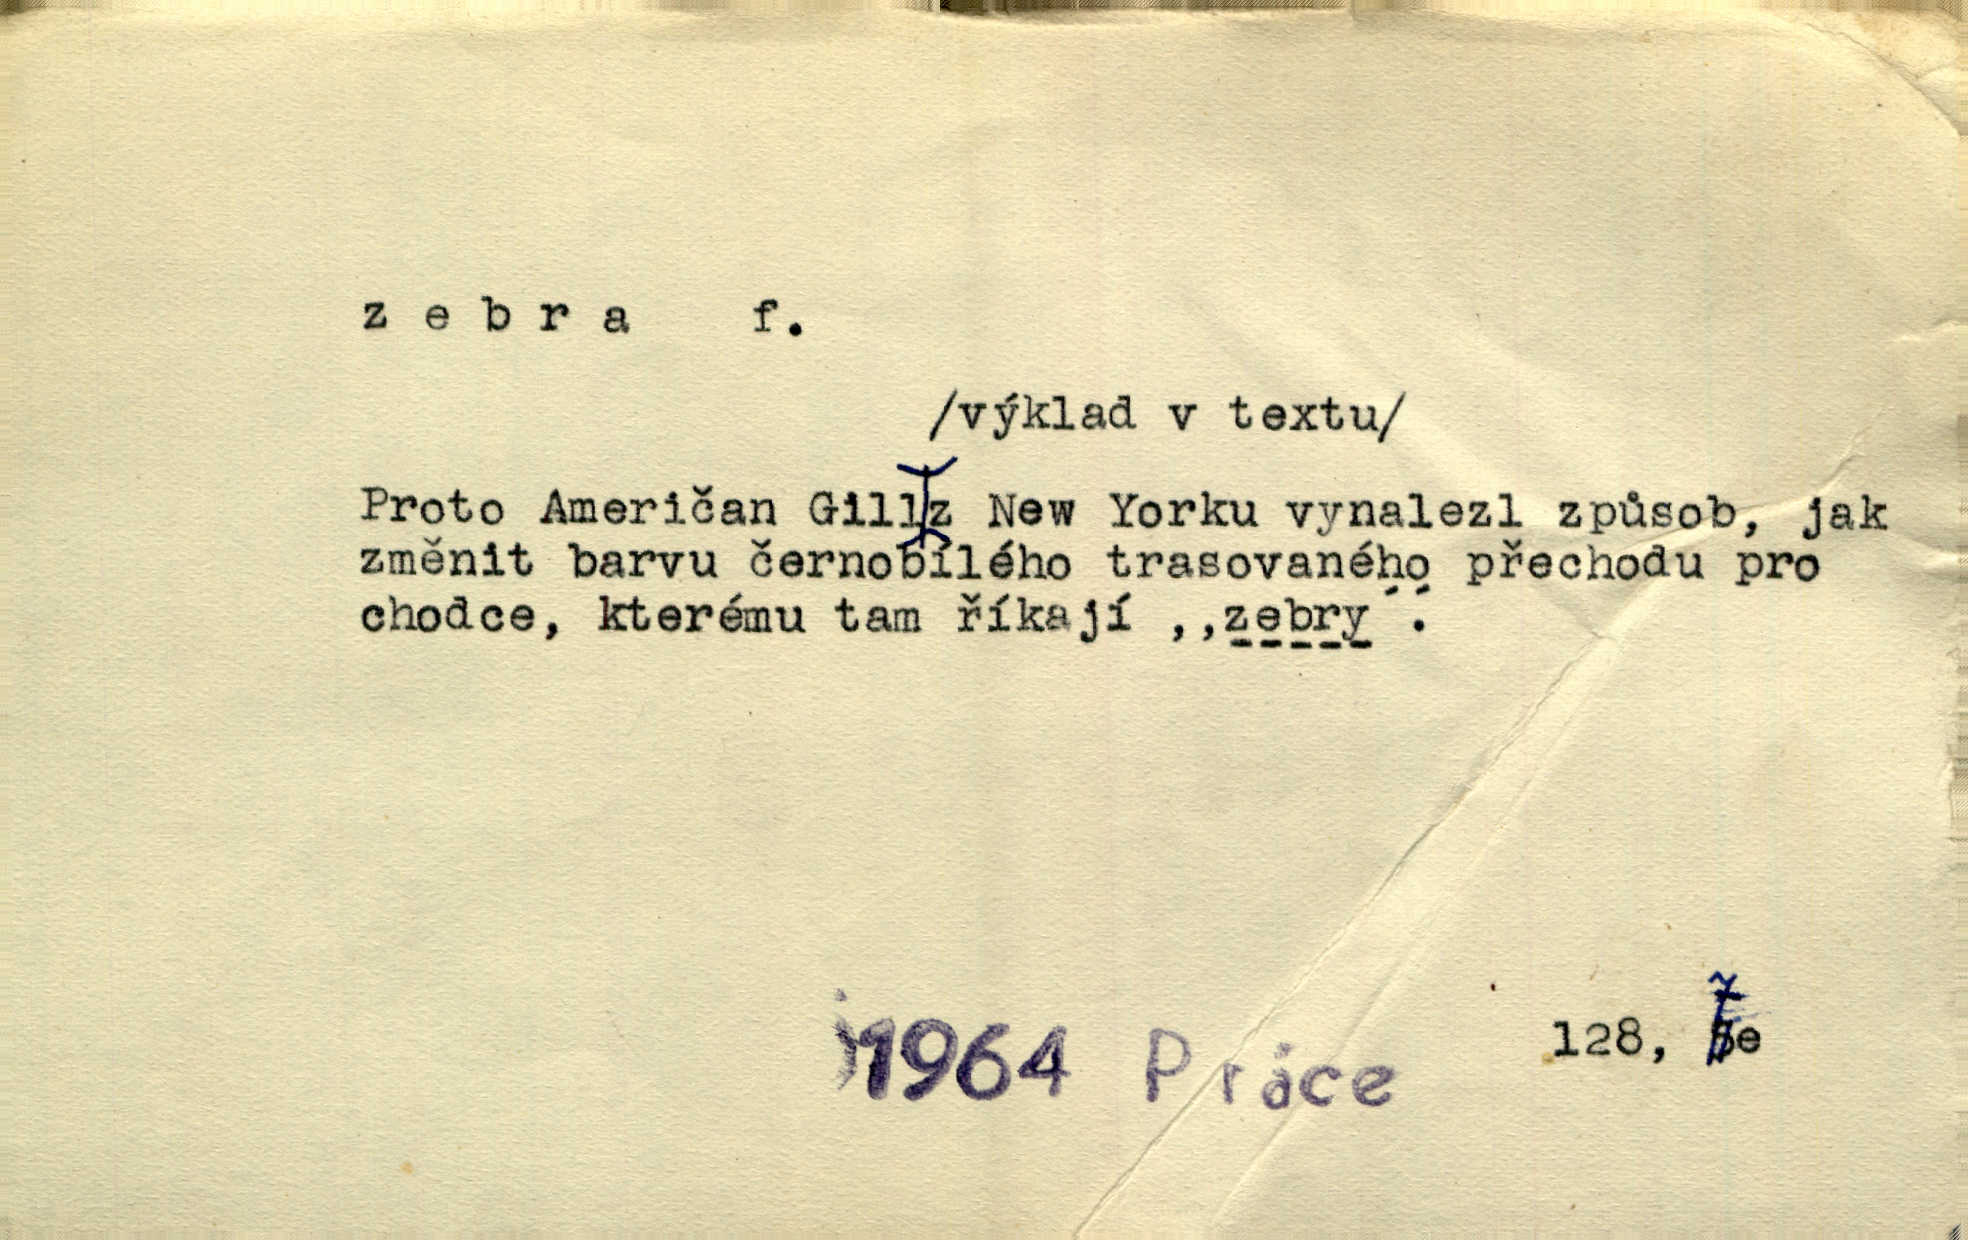 zebra f.
/výklad v textu/
Proto Američan Gill z New Yorku vynalezl způsob, jak
změnit barvu černobílého trasovaného přechodu pro
chodce, kterému tam říkají ,,zebry´´.
128,
1964 Práce